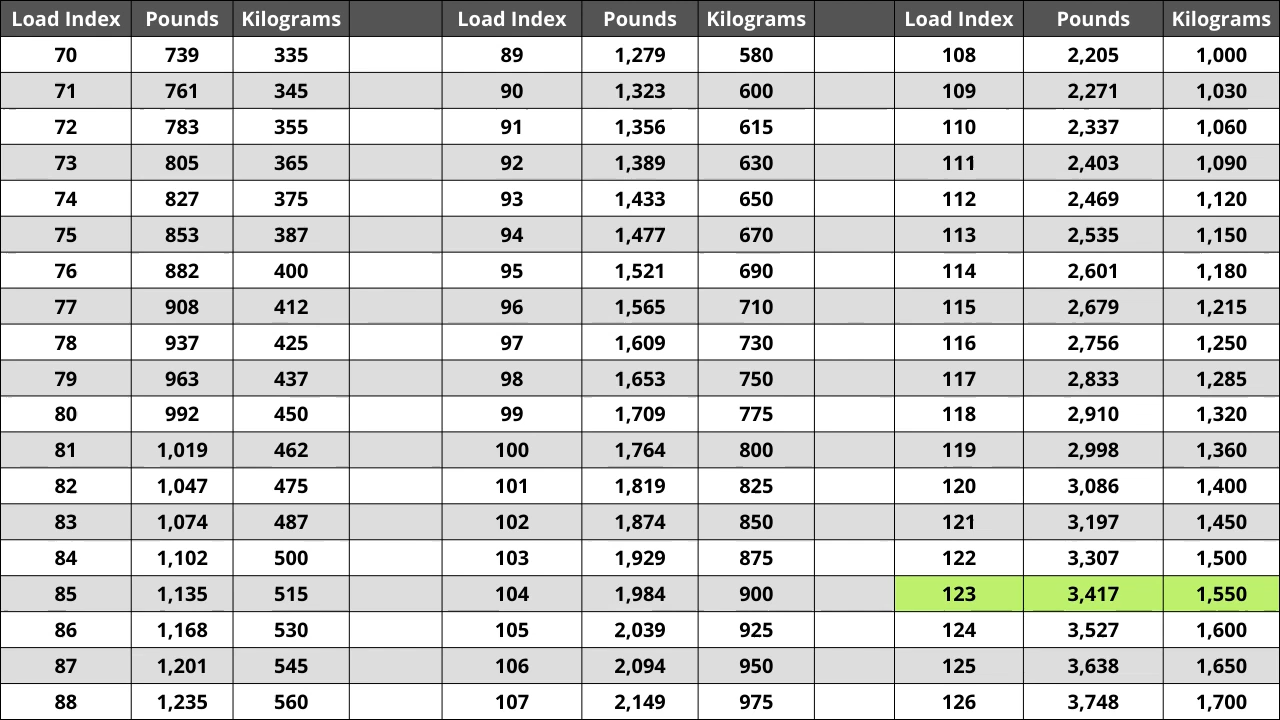 Load Index Pounds Kilograms Load Index Pounds Kilograms Load Index Pounds Kilograms
70 739 335 89 1,279 580 108 2,205 1,000
71 761 345 90 1,323 600 109 2,271 1,030
72 783 355 91 1,356 615 110 2,337 1,060
73 805 365 92 1,389 630 111 2,403 1,090
74 827 375 93 1,433 650 112 2,469 1,120
75 853 387 94 1,477 670 113 2,535 1,150
76 882 400 95 1,521 690 114 2,601 1,180
77 908 412 96 1,565 710 115 2,679 1,215
78 937 425 97 1,609 730 116 2,756 1,250
79 963 437 98 1,653 750 117 2,833 1,285
80 992 450 99 1,709 775 118 2,910 1,320
81 1,019 462 100 1,764 800 119 2,998 1,360
82 1,047 475 101 1,819 825 120 3,086 1,400
83 1,074 487 102 1,874 850 121 3,197 1,450
84 1,102 500 103 1,929 875 122 3,307 1,500
85 1,135 515 104 1,984 900 123 3,417 1,550
86 1,168 530 105 2,039 925 124 3,527 1,600
87 1,201 545 106 2,094 950 125 3,638 1,650
88 1,235 560 107 2,149 975 126 3,748 1,700